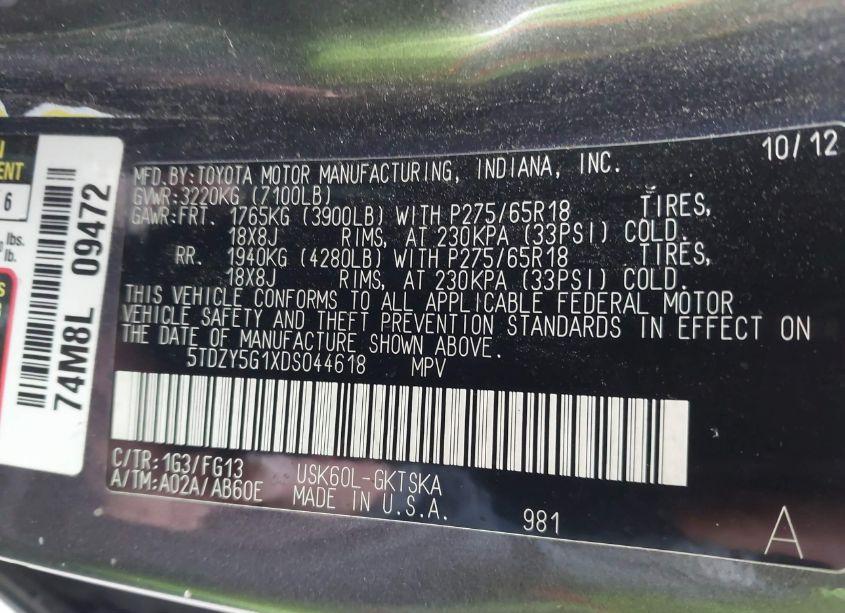 10/12
MFD.BY:TOYOTA MOTOR MANUFACTURING, INDIANA, INC.
GVWR:3220KG (7100LB)
GAWR:FRT. 1765KG (3900LB) WITH P275/65R18 TIRES,
18X8J RIMS, AT 230KPA (33PSI) COLD.
RR. 1940KG (4280LB) WITH P275/65R18 TIRES,
18X8J RIMS, AT 230KPA (33PSI) COLD.
THIS VEHICLE CONFORMS TO ALL APPLICABLE FEDERAL MOTOR
VEHICLE SAFETY AND THEFT PREVENTION STANDARDS IN EFFECT ON
THE DATE OF MANUFACTURE SHOWN ABOVE.
5TDZY5G1XDS044618 MPV
C/TR:1G3/FG13 USK60L-GKTSKA
A/TM:A02A/AB60E MADE IN U.S.A.
981 A
74M8L 09472
6
lbs.
lb.